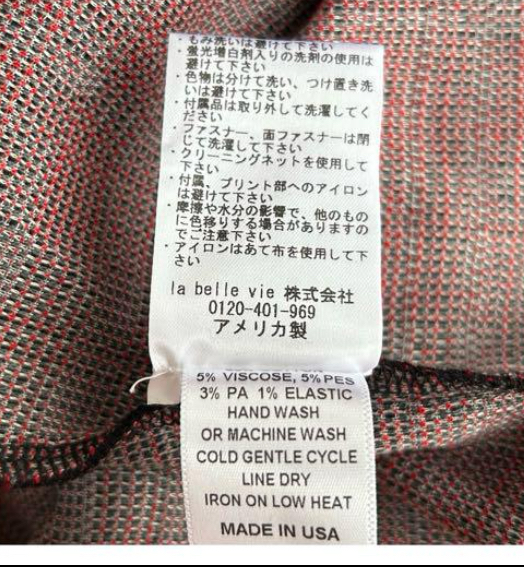 ・もみ洗いは避けて下さい
・蛍光増白剤入りの洗剤の使用は
避けて下さい
・色物は分けて洗い、つけ置き洗
いは避けて下さい
・付属品は取り外して洗濯してく
ださい
・ファスナー、面ファスナーは閉
じて洗濯して下さい
・クリーニングネットを使用して
下さい
・付属、プリント部へのアイロン
は避けて下さい
・摩擦や水分の影響で、他のもの
に色移りする場合がありますの
でご注意下さい
・アイロンはあて布を使用して下
さい
la belle vie 株式会社
0120-401-969
アメリカ製
5% VISCOSE, 5% PES
3% PA 1% ELASTIC
HAND WASH
OR MACHINE WASH
COLD GENTLE CYCLE
LINE DRY
IRON ON LOW HEAT
MADE IN USA